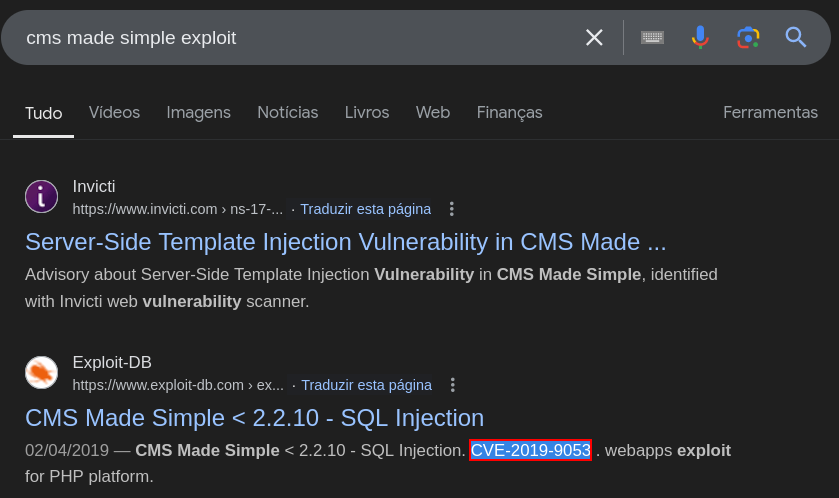 cms made simple exploit
Tudo Vídeos Imagens Notícias Livros Web Finanças Ferramentas
Invicti
https://www.invicti.com › ns-17-... · Traduzir esta página
Server-Side Template Injection Vulnerability in CMS Made ...
Advisory about Server-Side Template Injection Vulnerability in CMS Made Simple, identified
with Invicti web vulnerability scanner.
Exploit-DB
https://www.exploit-db.com › ex... · Traduzir esta página
CMS Made Simple < 2.2.10 - SQL Injection
02/04/2019 — CMS Made Simple < 2.2.10 - SQL Injection. CVE-2019-9053 . webapps exploit
for PHP platform.